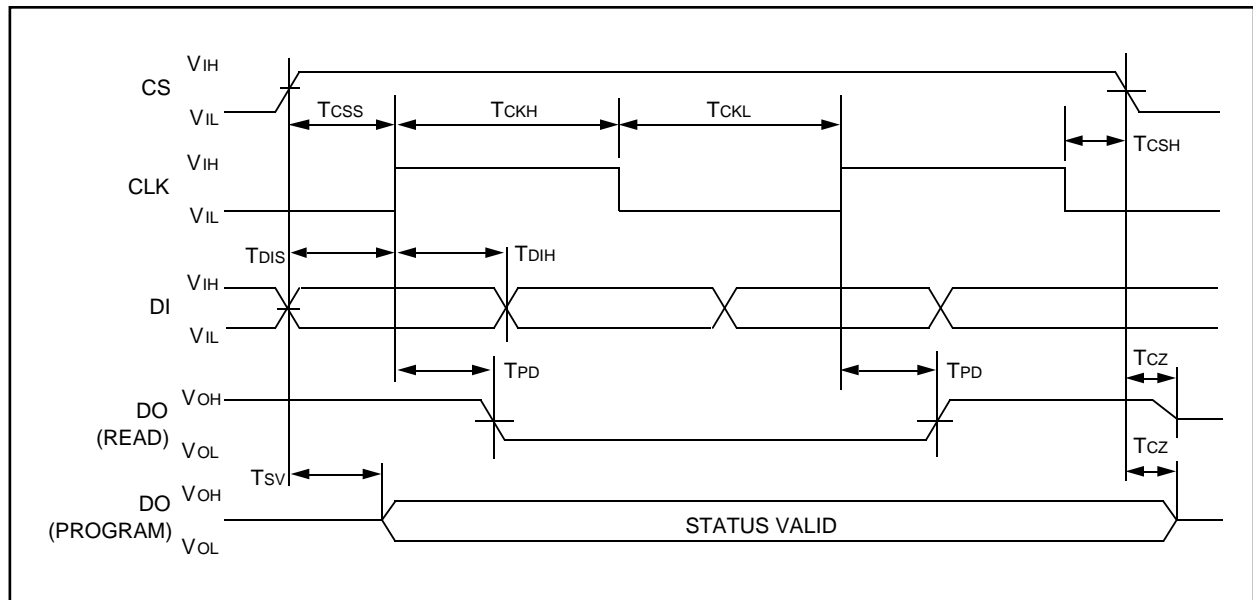 CS
VIH
VIL
TCSS
TCKH
TCKL
TCSH
CLK
VIH
VIL
TDIS
TDIH
DI
VIH
VIL
TPD
TPD
TCZ
DO
(READ)
VOH
VOL
TCZ
TSV
DO
(PROGRAM)
VOH
VOL
STATUS VALID